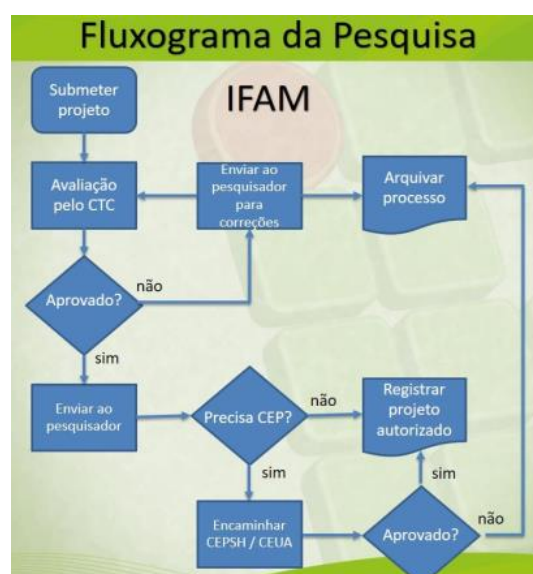 Fluxograma da Pesquisa
IFAM
Submeter
projeto
Avaliação
pelo CTC
Enviar ao
pesquisador
para
correções
Arquivar
processo
Aprovado?
não
sim
Enviar ao
pesquisador
Precisa CEP?
não
Registrar
projeto
autorizado
sim
sim
Encaminhar
CEPSH / CEUA
Aprovado?
não